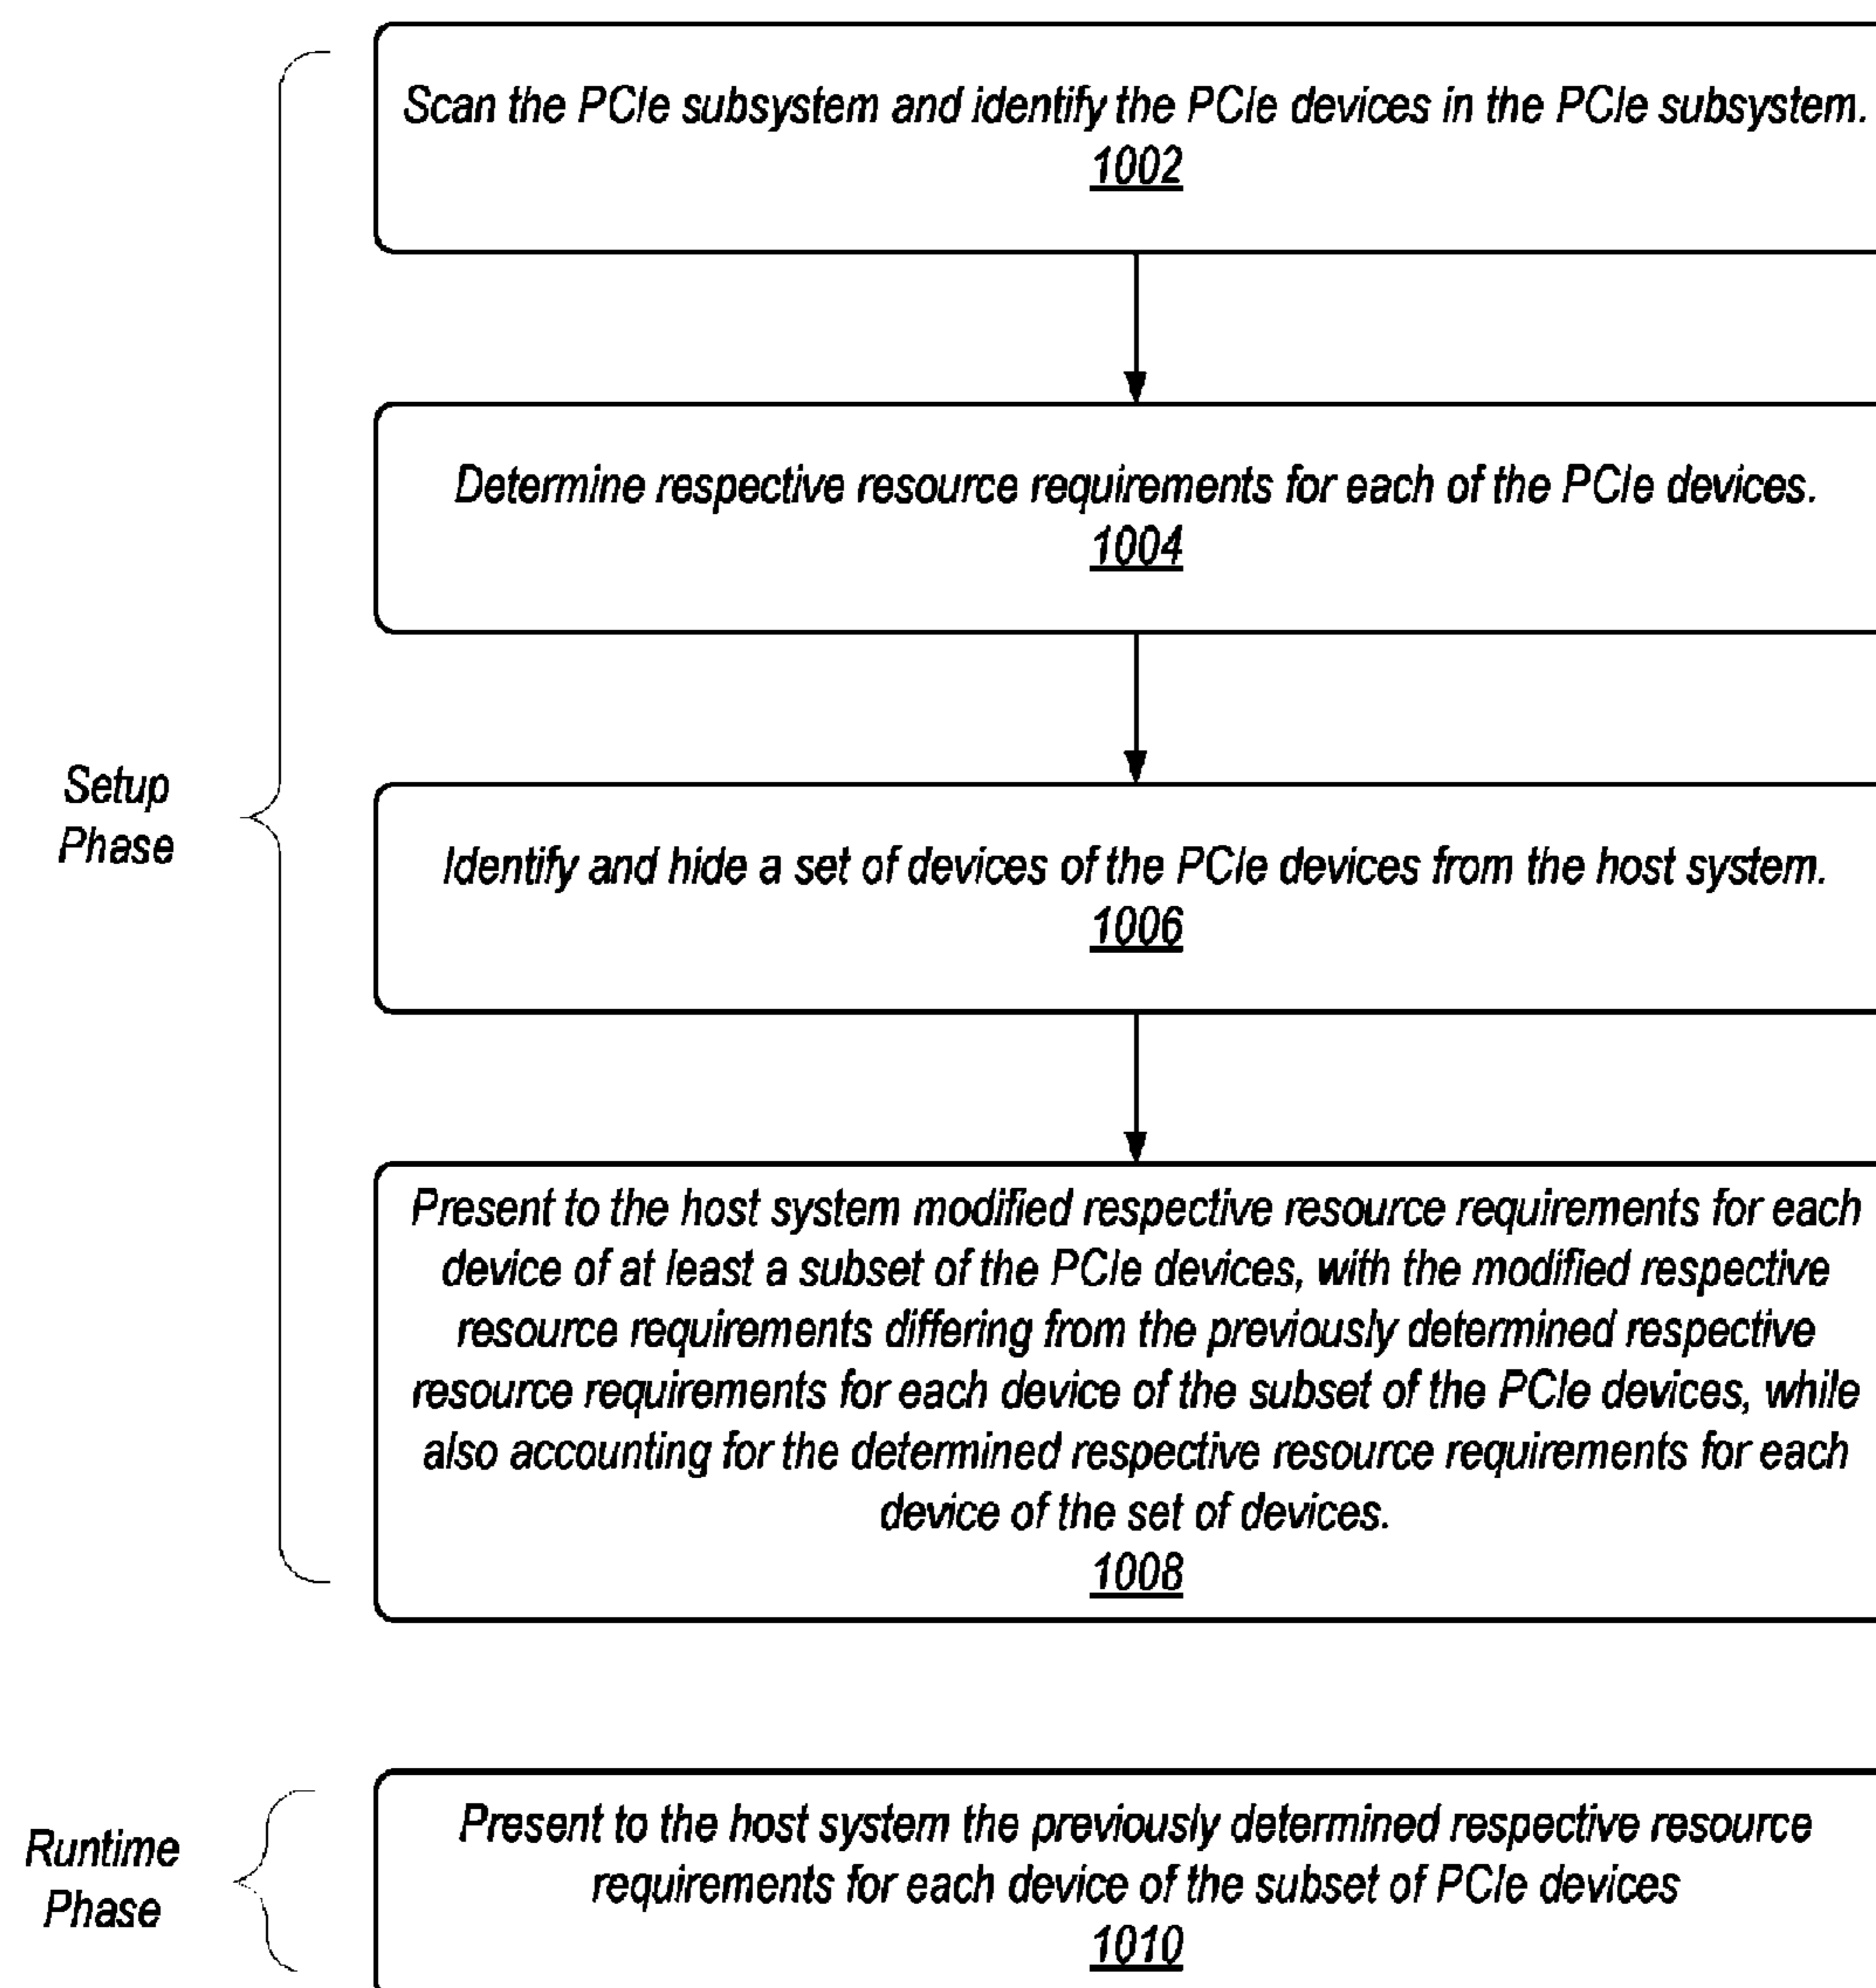 Scan the PCIe subsystem and identify the PCIe devices in the PCIe subsystem.
1002
Determine respective resource requirements for each of the PCIe devices.
1004
Setup
Phase
Identify and hide a set of devices of the PCIe devices from the host system.
1006
Present to the host system modified respective resource requirements for each
device of at least a subset of the PCIe devices, with the modified respective
resource requirements differing from the previously determined respective
resource requirements for each device of the subset of the PCIe devices, while
also accounting for the determined respective resource requirements for each
device of the set of devices.
1008
Runtime
Phase
Present to the host system the previously determined respective resource
requirements for each device of the subset of PCIe devices
1010